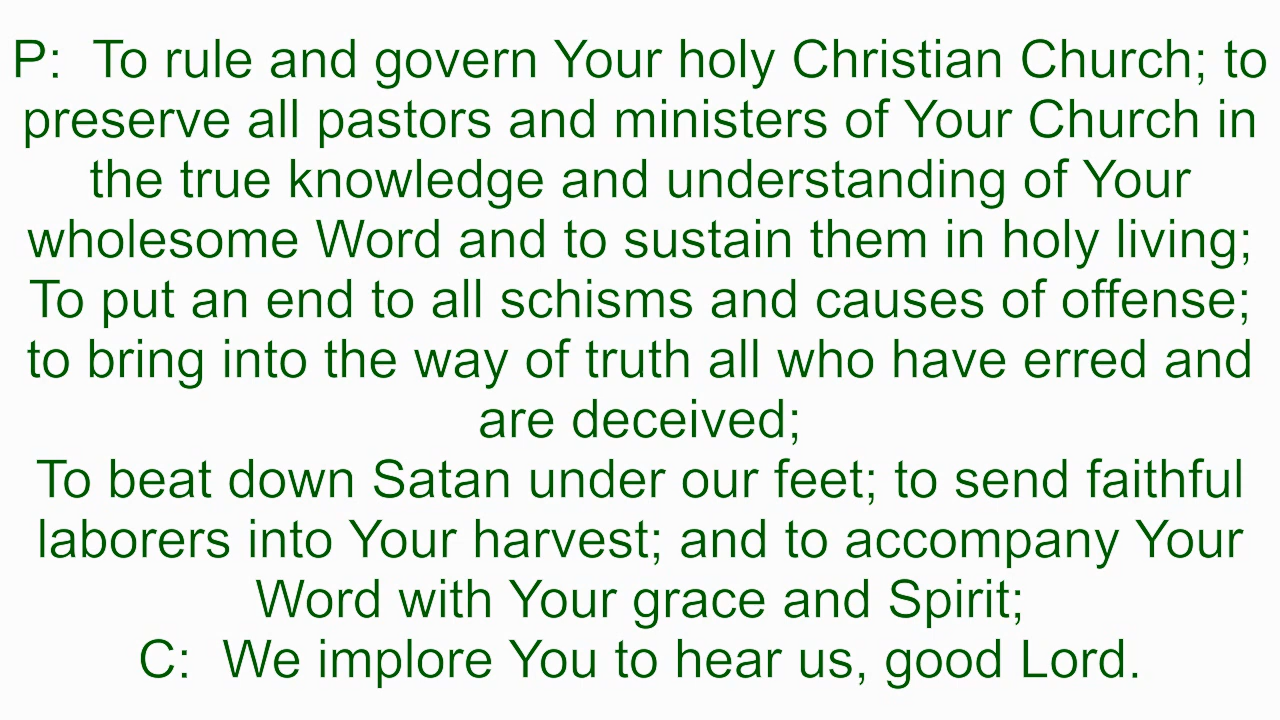 P:  To rule and govern Your holy Christian Church; to
preserve all pastors and ministers of Your Church in
the true knowledge and understanding of Your
wholesome Word and to sustain them in holy living;
To put an end to all schisms and causes of offense;
to bring into the way of truth all who have erred and
are deceived;
To beat down Satan under our feet; to send faithful
laborers into Your harvest; and to accompany Your
Word with Your grace and Spirit;
C:  We implore You to hear us, good Lord.